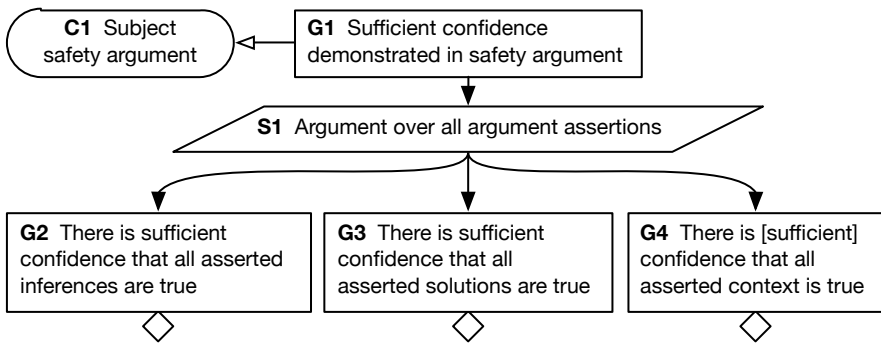 C1 Subject
safety argument
G1 Sufficient confidence
demonstrated in safety argument
S1 Argument over all argument assertions
G2 There is sufficient
confidence that all asserted
inferences are true
G3 There is sufficient
confidence that all
asserted solutions are true
G4 There is [sufficient]
confidence that all
asserted context is true